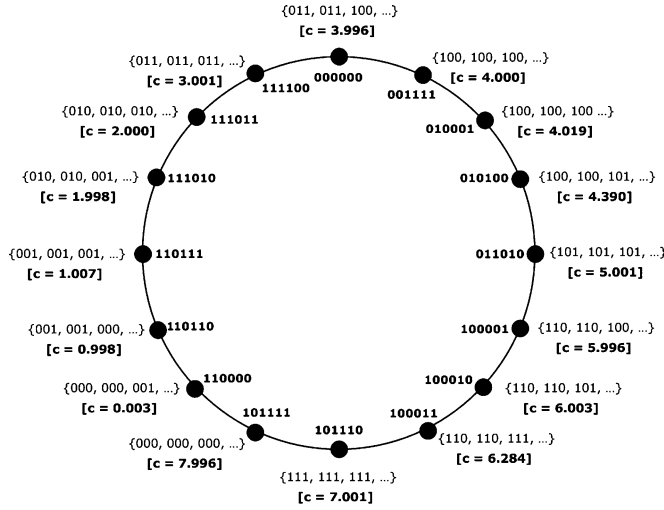 {011, 011, 100, …}
[c = 3.996]
000000
{100, 100, 100, …}
[c = 4.000]
001111
{100, 100, 100 …}
[c = 4.019]
010001
{100, 100, 101, …}
[c = 4.390]
010100
{101, 101, 101, …}
[c = 5.001]
011010
{110, 110, 100, …}
[c = 5.996]
100001
{110, 110, 101, …}
[c = 6.003]
100010
{110, 110, 111, …}
[c = 6.284]
100011
101110
{111, 111, 111, …}
[c = 7.001]
101111
{000, 000, 000, …}
[c = 7.996]
110000
{000, 000, 001, …}
[c = 0.003]
110110
{001, 001, 000, …}
[c = 0.998]
110111
{001, 001, 001, …}
[c = 1.007]
111010
{010, 010, 001, …}
[c = 1.998]
111011
{010, 010, 010, …}
[c = 2.000]
111100
{011, 011, 011, …}
[c = 3.001]